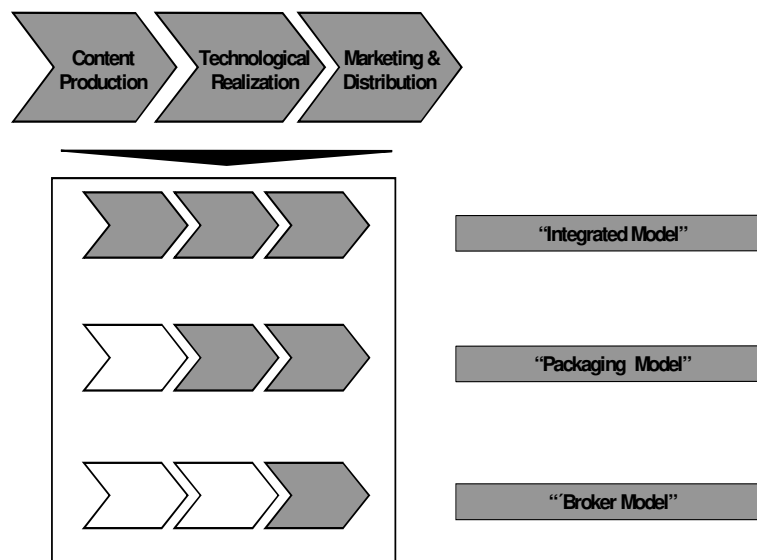 Content
Production
Technological
Realization
Marketing &
Distribution
“Integrated Model”
“Packaging Model”
“´Broker Model”